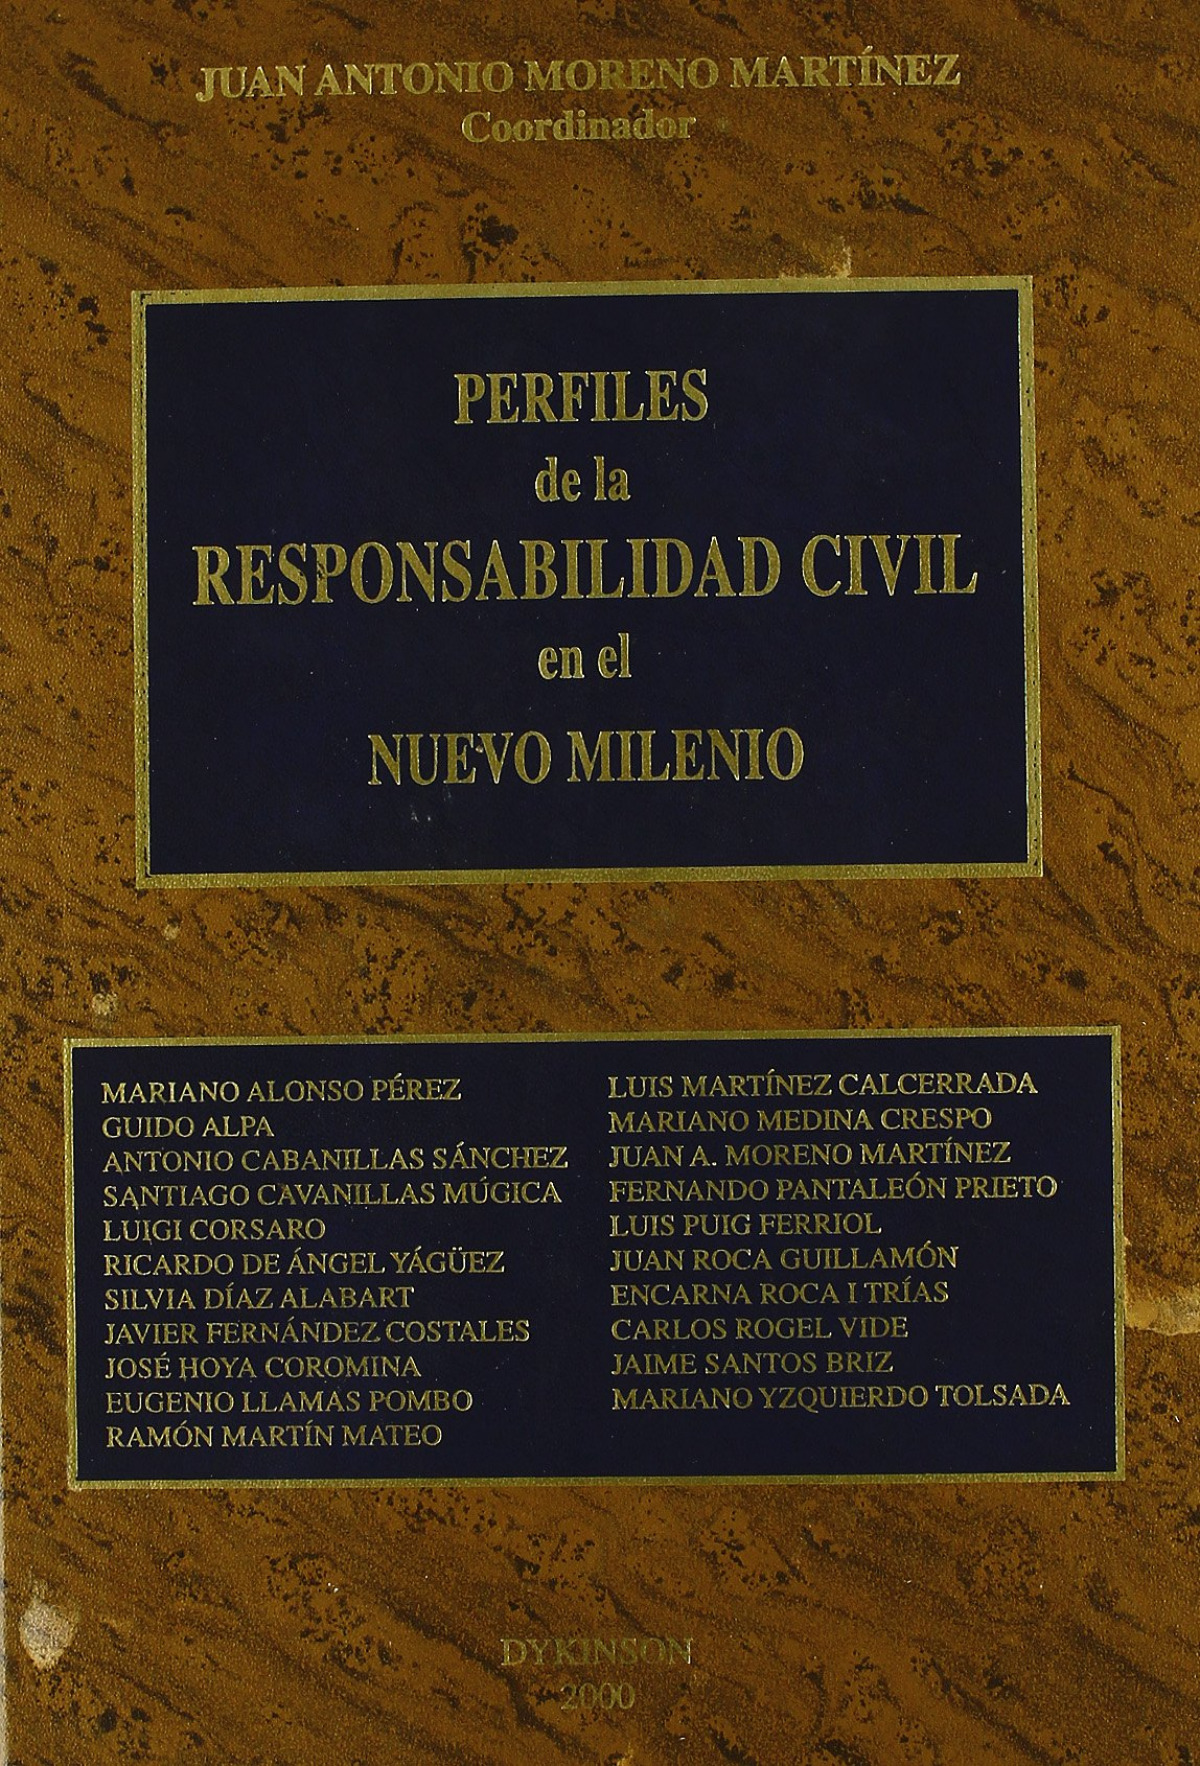 JUAN ANTONIO MORENO MARTÍNEZ
Coordinador
PERFILES
de la
RESPONSABILIDAD CIVIL
en el
NUEVO MILENIO
MARIANO ALONSO PÉREZ
GUIDO ALPA
ANTONIO CABANILLAS SÁNCHEZ
SANTIAGO CAVANILLAS MÚGICA
LUIGI CORSARO
RICARDO DE ÁNGEL YÁGÜEZ
SILVIA DÍAZ ALABART
JAVIER FERNÁNDEZ COSTALES
JOSÉ HOYA COROMINA
EUGENIO LLAMAS POMBO
RAMÓN MARTÍN MATEO
LUIS MARTÍNEZ CALCERRADA
MARIANO MEDINA CRESPO
JUAN A. MORENO MARTÍNEZ
FERNANDO PANTALEÓN PRIETO
LUIS PUIG FERRIOL
JUAN ROCA GUILLAMÓN
ENCARNA ROCA I TRÍAS
CARLOS ROGEL VIDE
JAIME SANTOS BRIZ
MARIANO YZQUIERDO TOLSADA
DYKINSON
2000